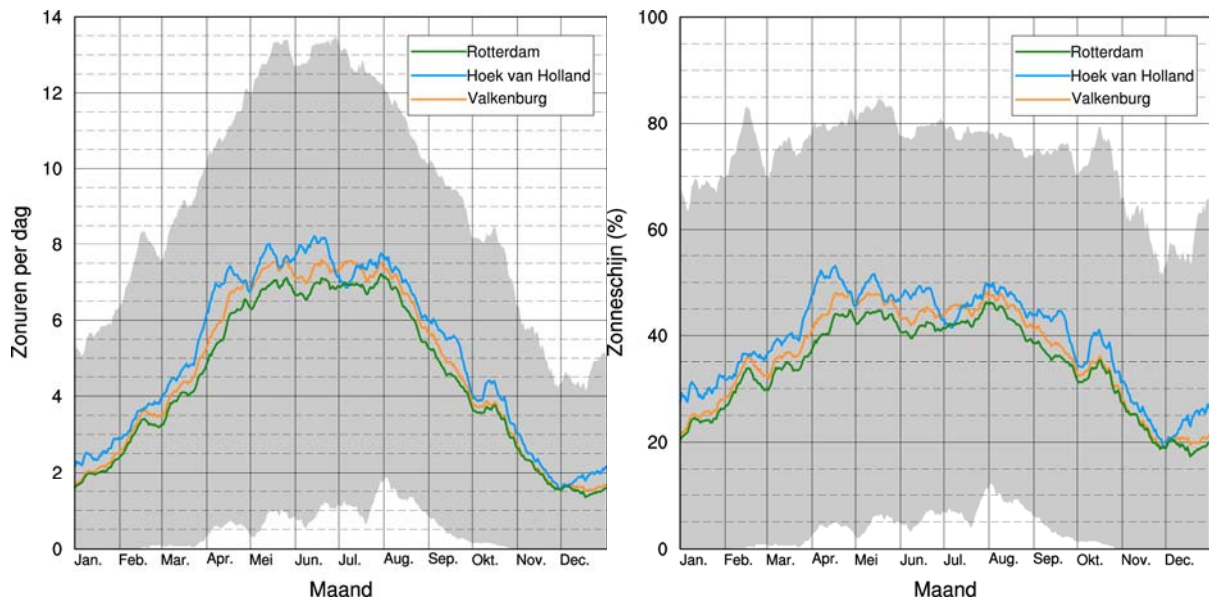 14
12
10
8
6
4
2
0
Zonuren per dag
Rotterdam
Hoek van Holland
Valkenburg
Jan. Feb. Mar. Apr. Mei Jun. Jul. Aug. Sep. Okt. Nov. Dec.
Maand
100
80
60
40
20
0
Zonneschijn (%)
Rotterdam
Hoek van Holland
Valkenburg
Jan. Feb. Mar. Apr. Mei Jun. Jul. Aug. Sep. Okt. Nov. Dec.
Maand